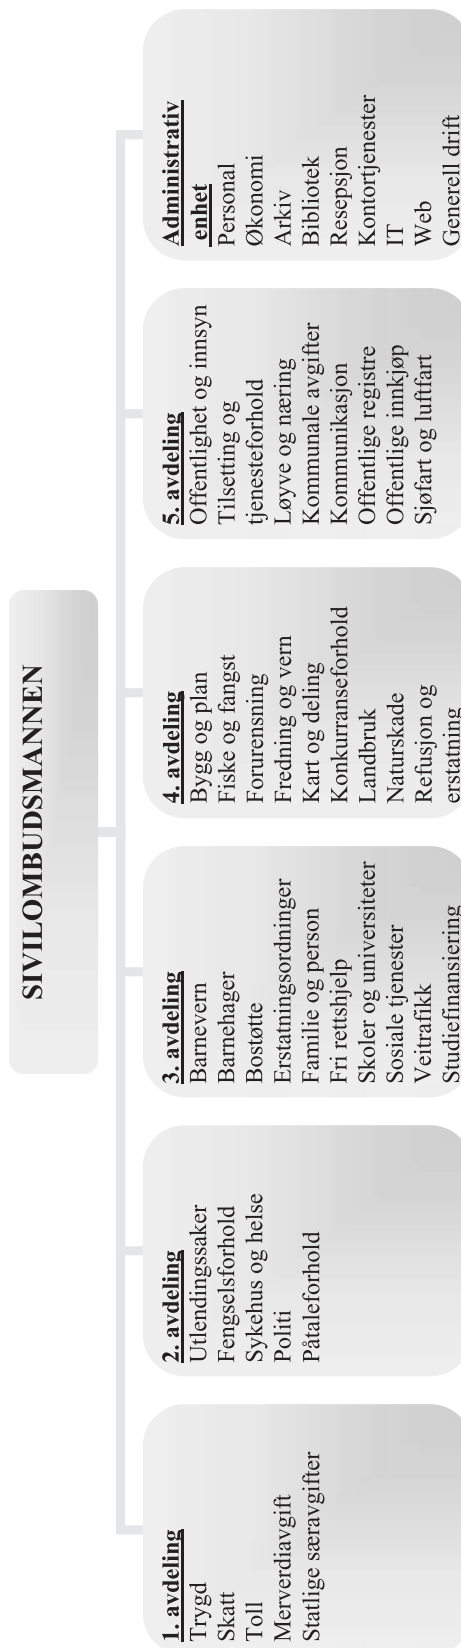 SIVILOMBUDSMANNEN
1. avdeling
Trygd
Skatt
Toll
Merverdiavgift
Statlige særavgifter
2. avdeling
Utlendingssaker
Fengselsforhold
Sykehus og helse
Politi
Påtaleforhold
3. avdeling
Barnevern
Barnehager
Bostøtte
Erstatningsordninger
Familie og person
Fri rettshjelp
Skoler og universiteter
Sosiale tjenester
Veitrafikk
Studiefinansiering
4. avdeling
Bygg og plan
Fiske og fangst
Forurensning
Fredning og vern
Kart og deling
Konkurranseforhold
Landbruk
Naturskade
Refusjon og
erstatning
5. avdeling
Offentlighet og innsyn
Tilsetting og
tjenesteforhold
Løyve og næring
Kommunale avgifter
Kommunikasjon
Offentlige registre
Offentlige innkjøp
Sjøfart og luftfart
Administrativ
enhet
Personal
Økonomi
Arkiv
Bibliotek
Resepsjon
Kontortjenester
IT
Web
Generell drift